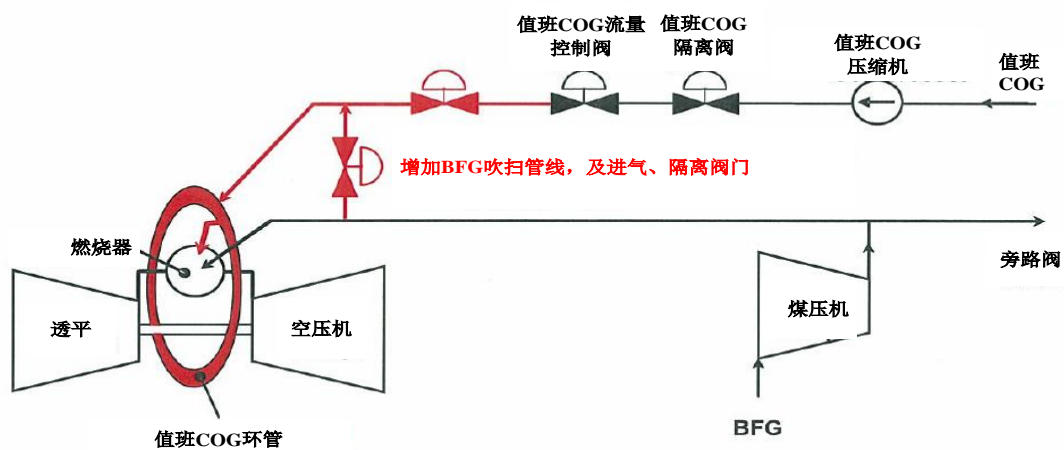 值班COG流量
控制阀
值班COG
隔离阀
值班COG
压缩机
值班
COG
增加BFG吹扫管线，及进气、隔离阀门
燃烧器
旁路阀
透平
空压机
煤压机
值班COG环管
BFG